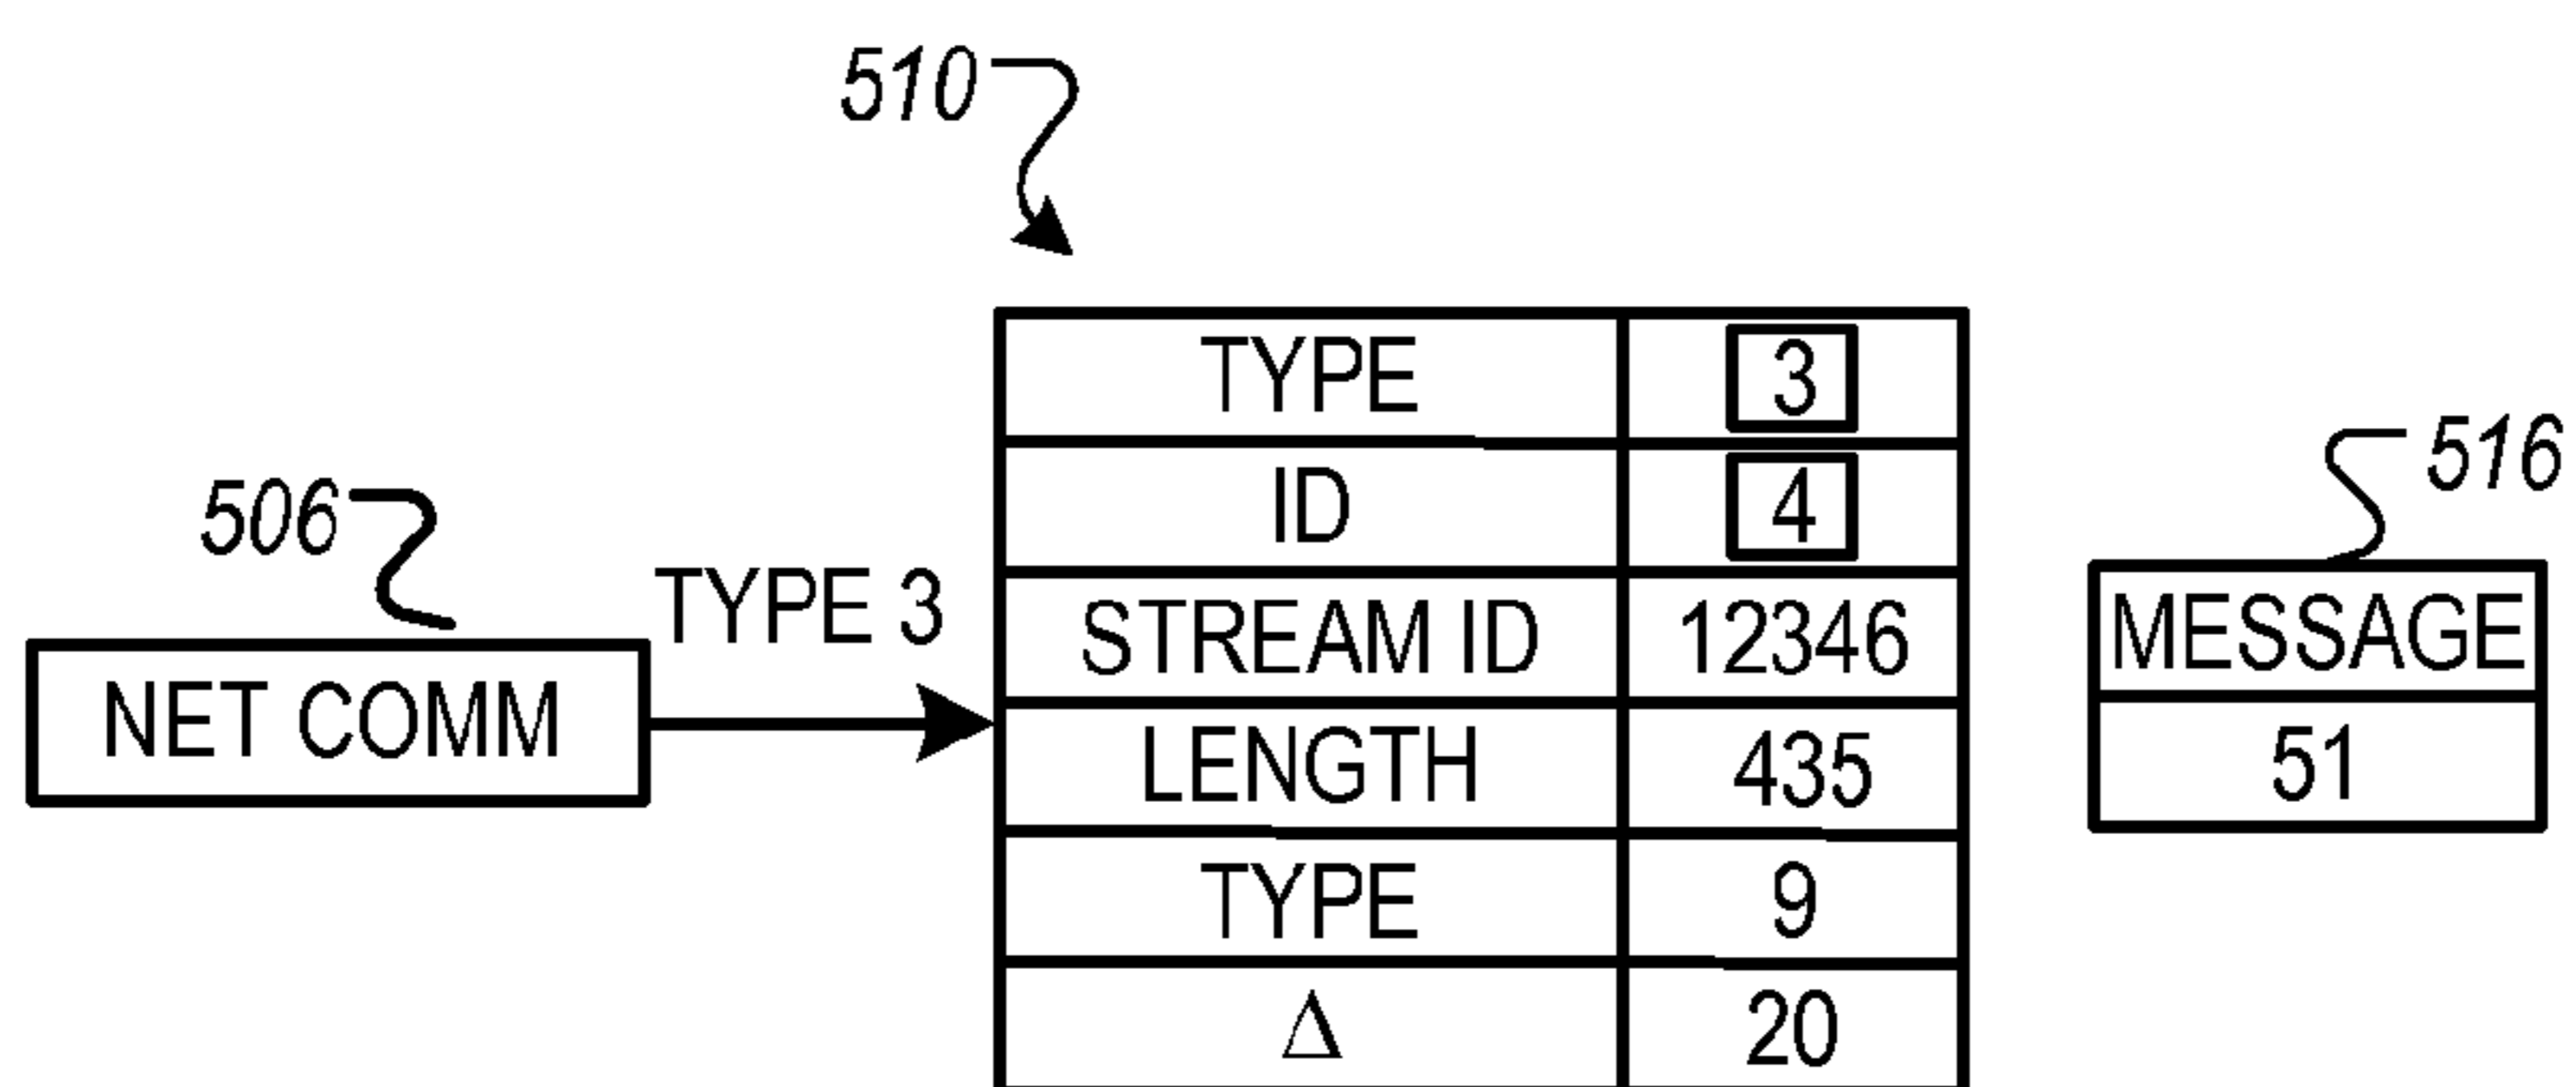 510
TYPE 3
ID 4
STREAM ID 12346
LENGTH 435
TYPE 9
Δ 20
506
TYPE 3
NET COMM
516
MESSAGE
51